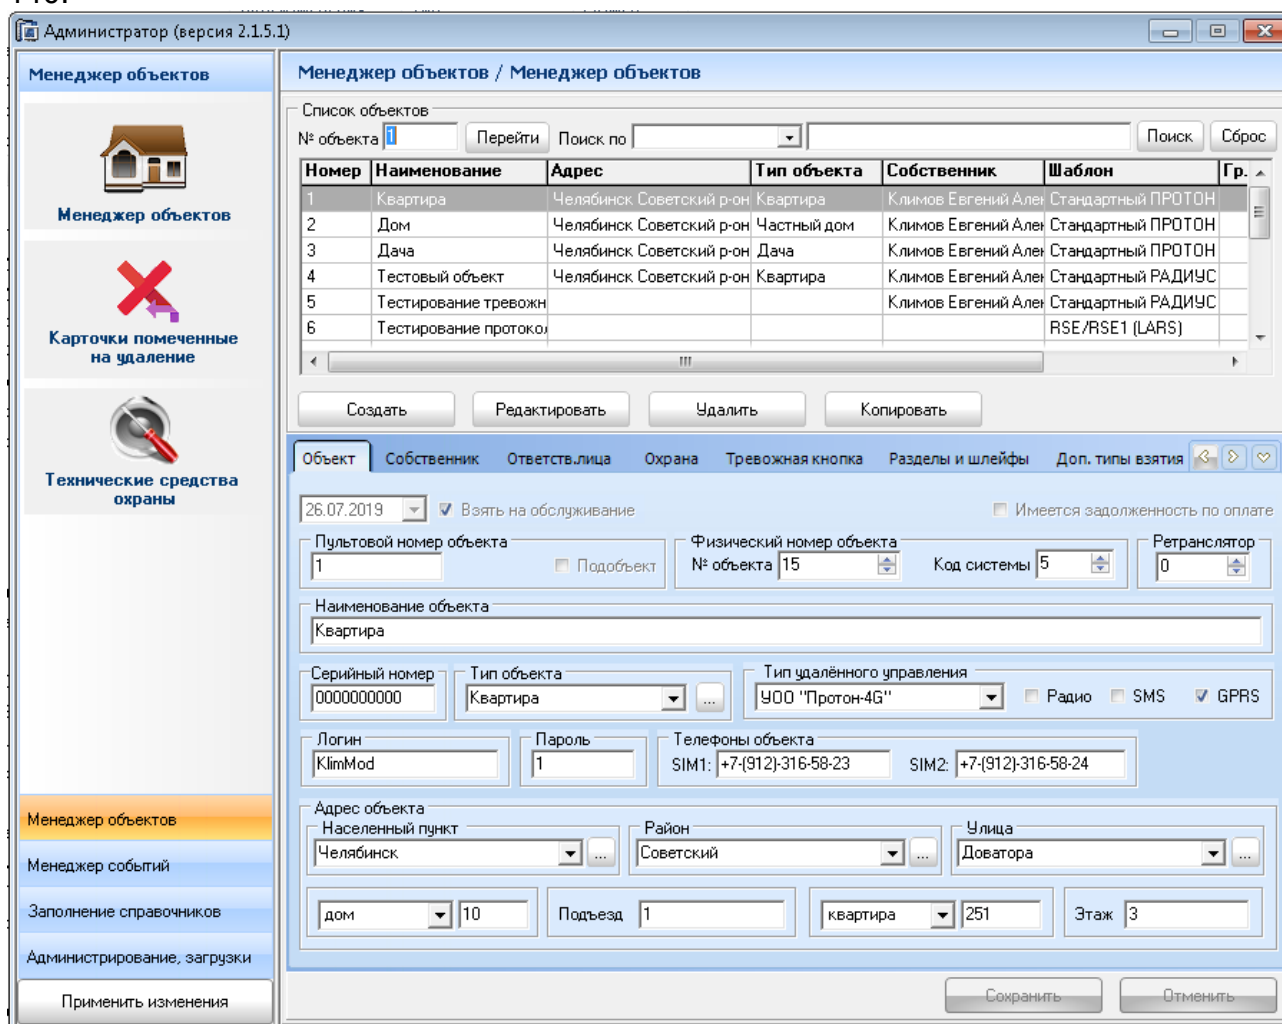 Администратор (версия 2.1.5.1)
Менеджер объектов
Менеджер объектов / Менеджер объектов
Менеджер объектов
Карточки помеченные
на удаление
Технические средства
охраны
Менеджер объектов
Менеджер событий
Заполнение справочников
Администрирование, загрузки
Применить изменения
Список объектов
№ объекта 1 Перейти Поиск по Поиск Сброс
Номер Наименование Адрес Тип объекта Собственник Шаблон Гр.
1 Квартира Челябинск Советский р-он Квартира Климов Евгений Але Стандартный ПРОТОН
2 Дом Челябинск Советский р-он Частный дом Климов Евгений Але Стандартный ПРОТОН
3 Дача Челябинск Советский р-он Дача Климов Евгений Але Стандартный ПРОТОН
4 Тестовый объект Челябинск Советский р-он Квартира Климов Евгений Але Стандартный РАДИУС
5 Тестирование тревожн Климов Евгений Але Стандартный РАДИУС
6 Тестирование протоко RSE/RSE1 (LARS)
Создать Редактировать Удалить Копировать
Объект Собственник Ответств.лица Охрана Тревожная кнопка Разделы и шлейфы Доп. типы взятия
26.07.2019 Взять на обслуживание Имеется задолженность по оплате
Пультовой номер объекта Физический номер объекта Ретранслятор
1 Подобъект № объекта 15 Код системы 5 0
Наименование объекта
Квартира
Серийный номер Тип объекта Тип удалённого управления
0000000000 Квартира ... УОО "Протон-4G" Радио SMS GPRS
Логин Пароль Телефоны объекта
KlimMod 1 SIM1: +7-(912)-316-58-23 SIM2: +7-(912)-316-58-24
Адрес объекта
Населенный пункт Район Улица
Челябинск ... Советский ... Доватора ...
дом 10 Подъезд 1 квартира 251 Этаж 3
Сохранить Отменить